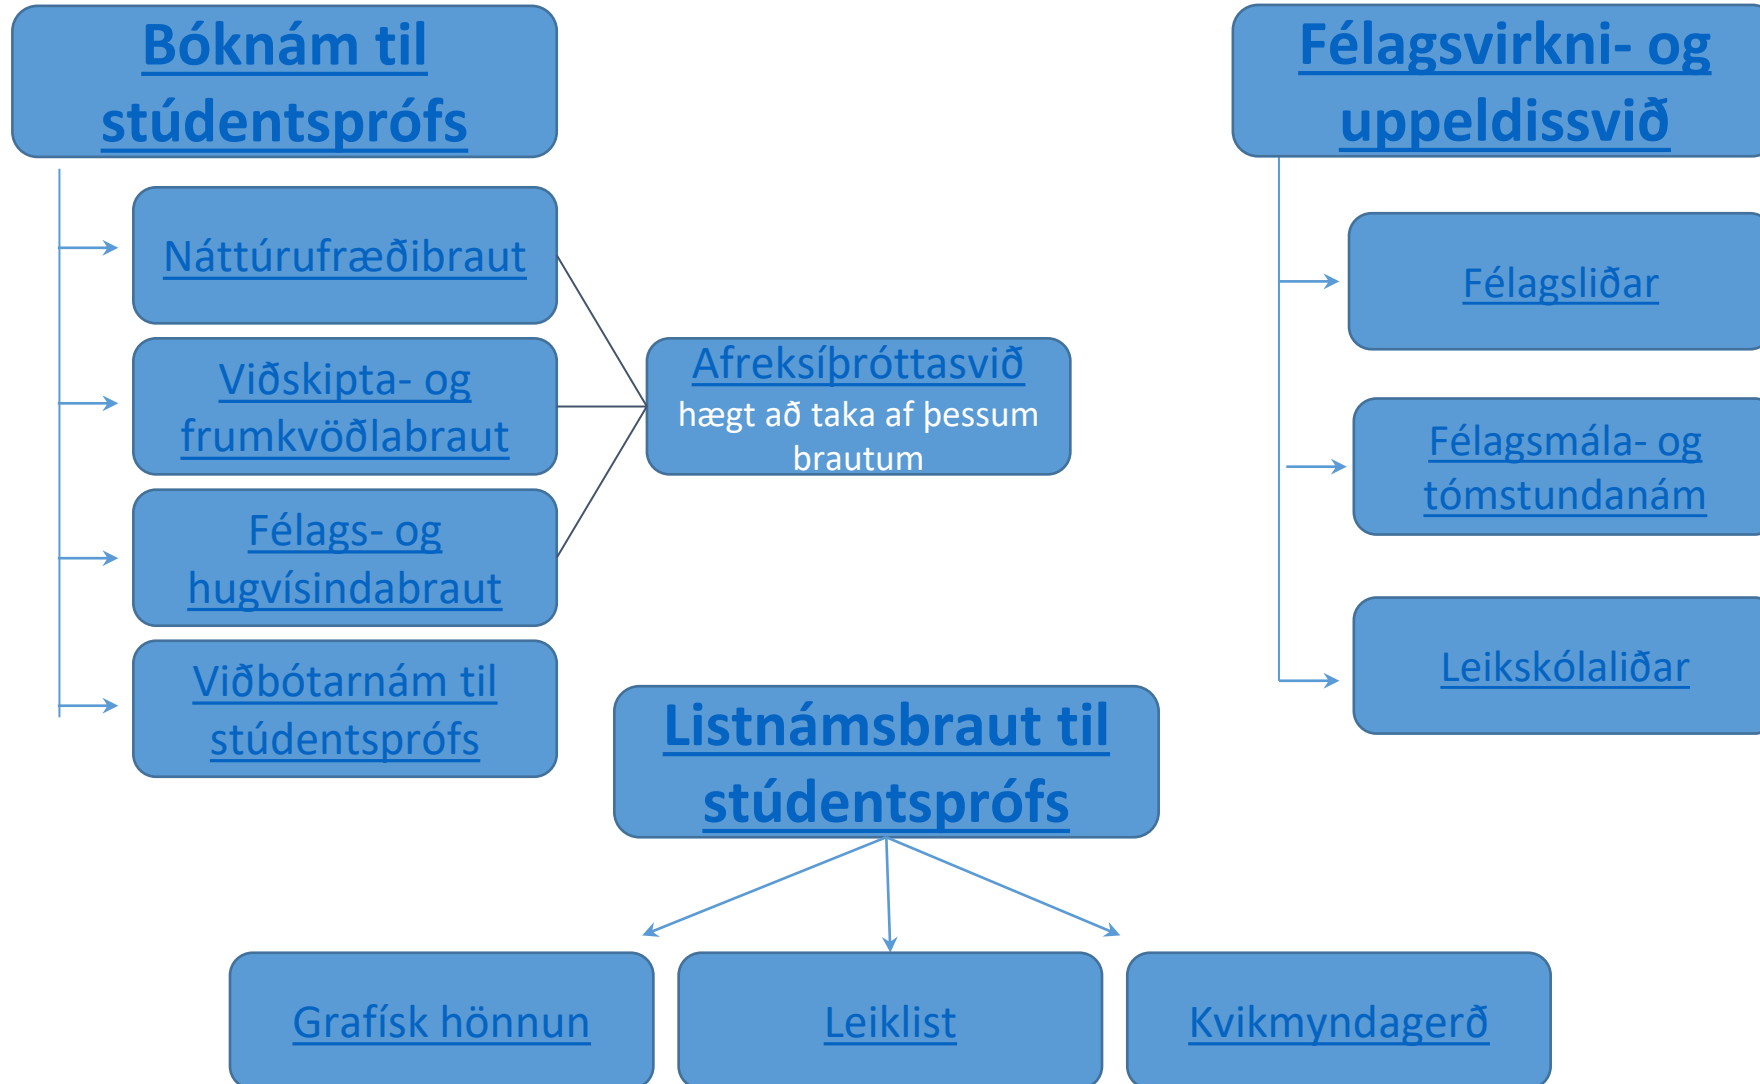 Bóknám til
stúdentsprófs
Náttúrufræðibraut
Viðskipta- og
frumkvöðlabraut
Félags- og
hugvísindabraut
Viðbótarnám til
stúdentsprófs
Afreksíþróttasvið
hægt að taka af þessum
brautum
Félagsvirkni- og
uppeldissvið
Félagsliðar
Félagsmála- og
tómstundanám
Leikskólaliðar
Listnámsbraut til
stúdentsprófs
Grafísk hönnun
Leiklist
Kvikmyndagerð